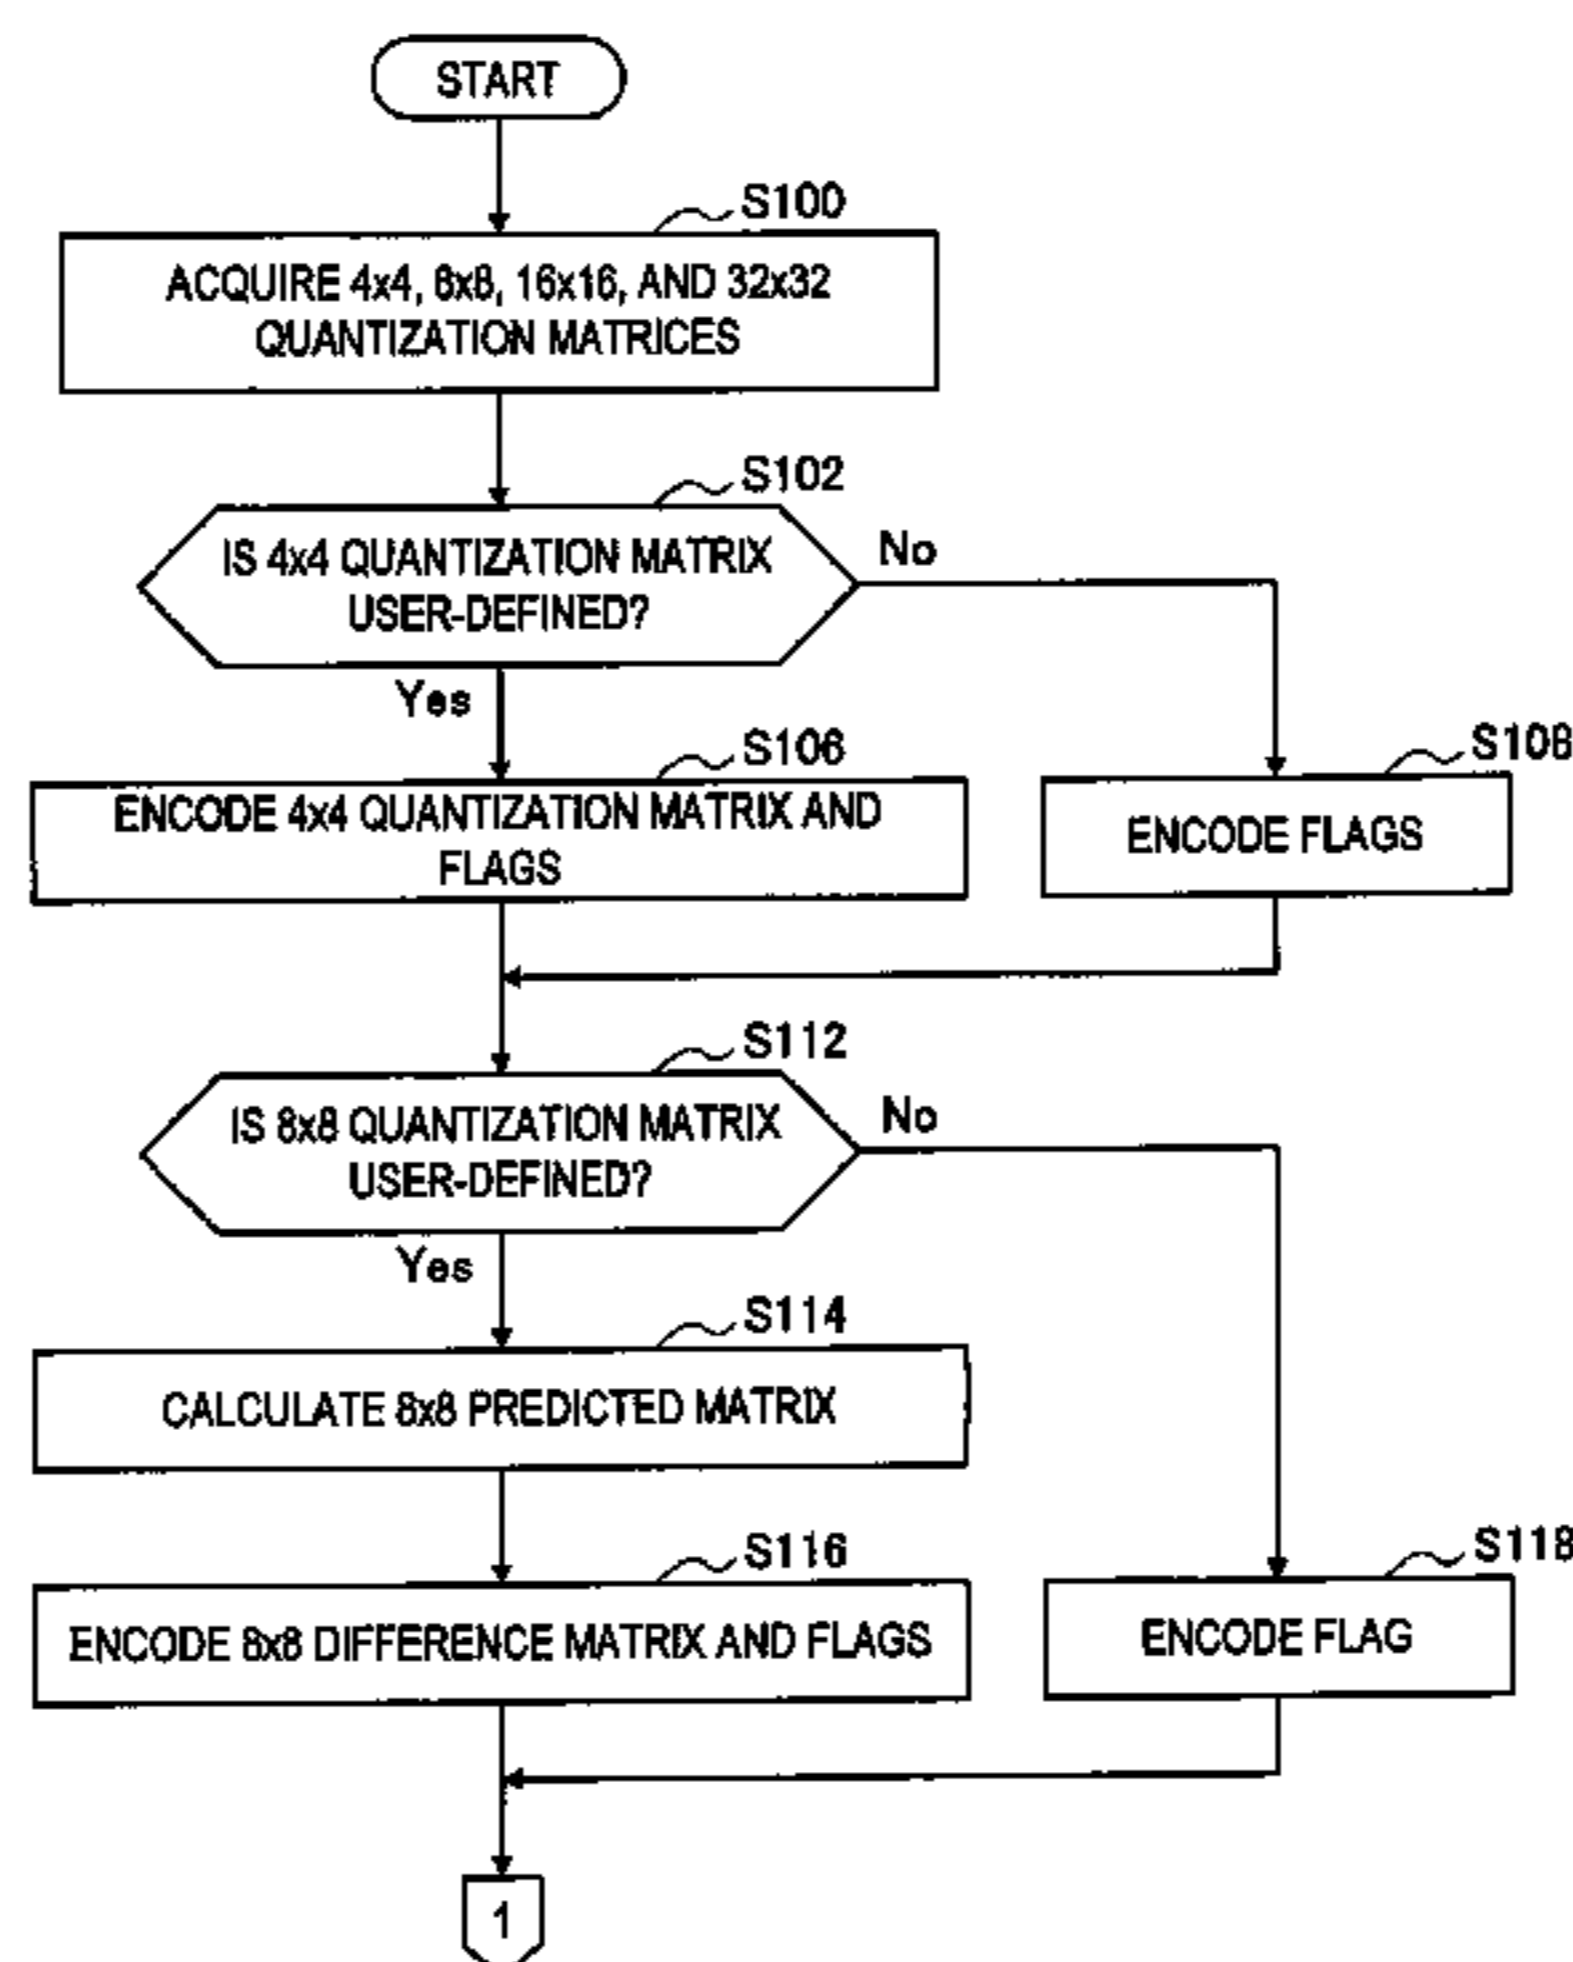 START
S100
ACQUIRE 4x4, 8x8, 16x16, AND 32x32
QUANTIZATION MATRICES
S102
IS 4x4 QUANTIZATION MATRIX
USER-DEFINED?
No
Yes
S106
ENCODE 4x4 QUANTIZATION MATRIX AND
FLAGS
S108
ENCODE FLAGS
S112
IS 8x8 QUANTIZATION MATRIX
USER-DEFINED?
No
Yes
S114
CALCULATE 8x8 PREDICTED MATRIX
S116
ENCODE 8x8 DIFFERENCE MATRIX AND FLAGS
S118
ENCODE FLAG
1